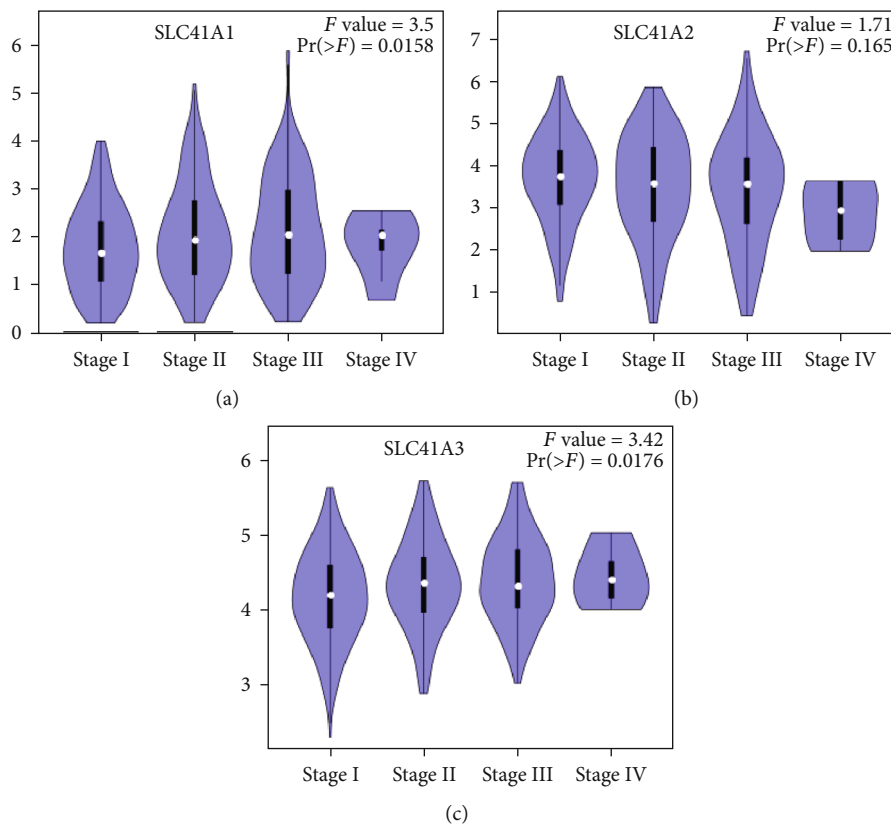 SLC41A1
F value = 3.5
Pr(>F) = 0.0158
6
5
4
3
2
1
0
Stage I Stage II Stage III Stage IV
(a)
SLC41A2
F value = 1.71
Pr(>F) = 0.165
7
6
5
4
3
2
1
Stage I Stage II Stage III Stage IV
(b)
SLC41A3
F value = 3.42
Pr(>F) = 0.0176
6
5
4
3
Stage I Stage II Stage III Stage IV
(c)